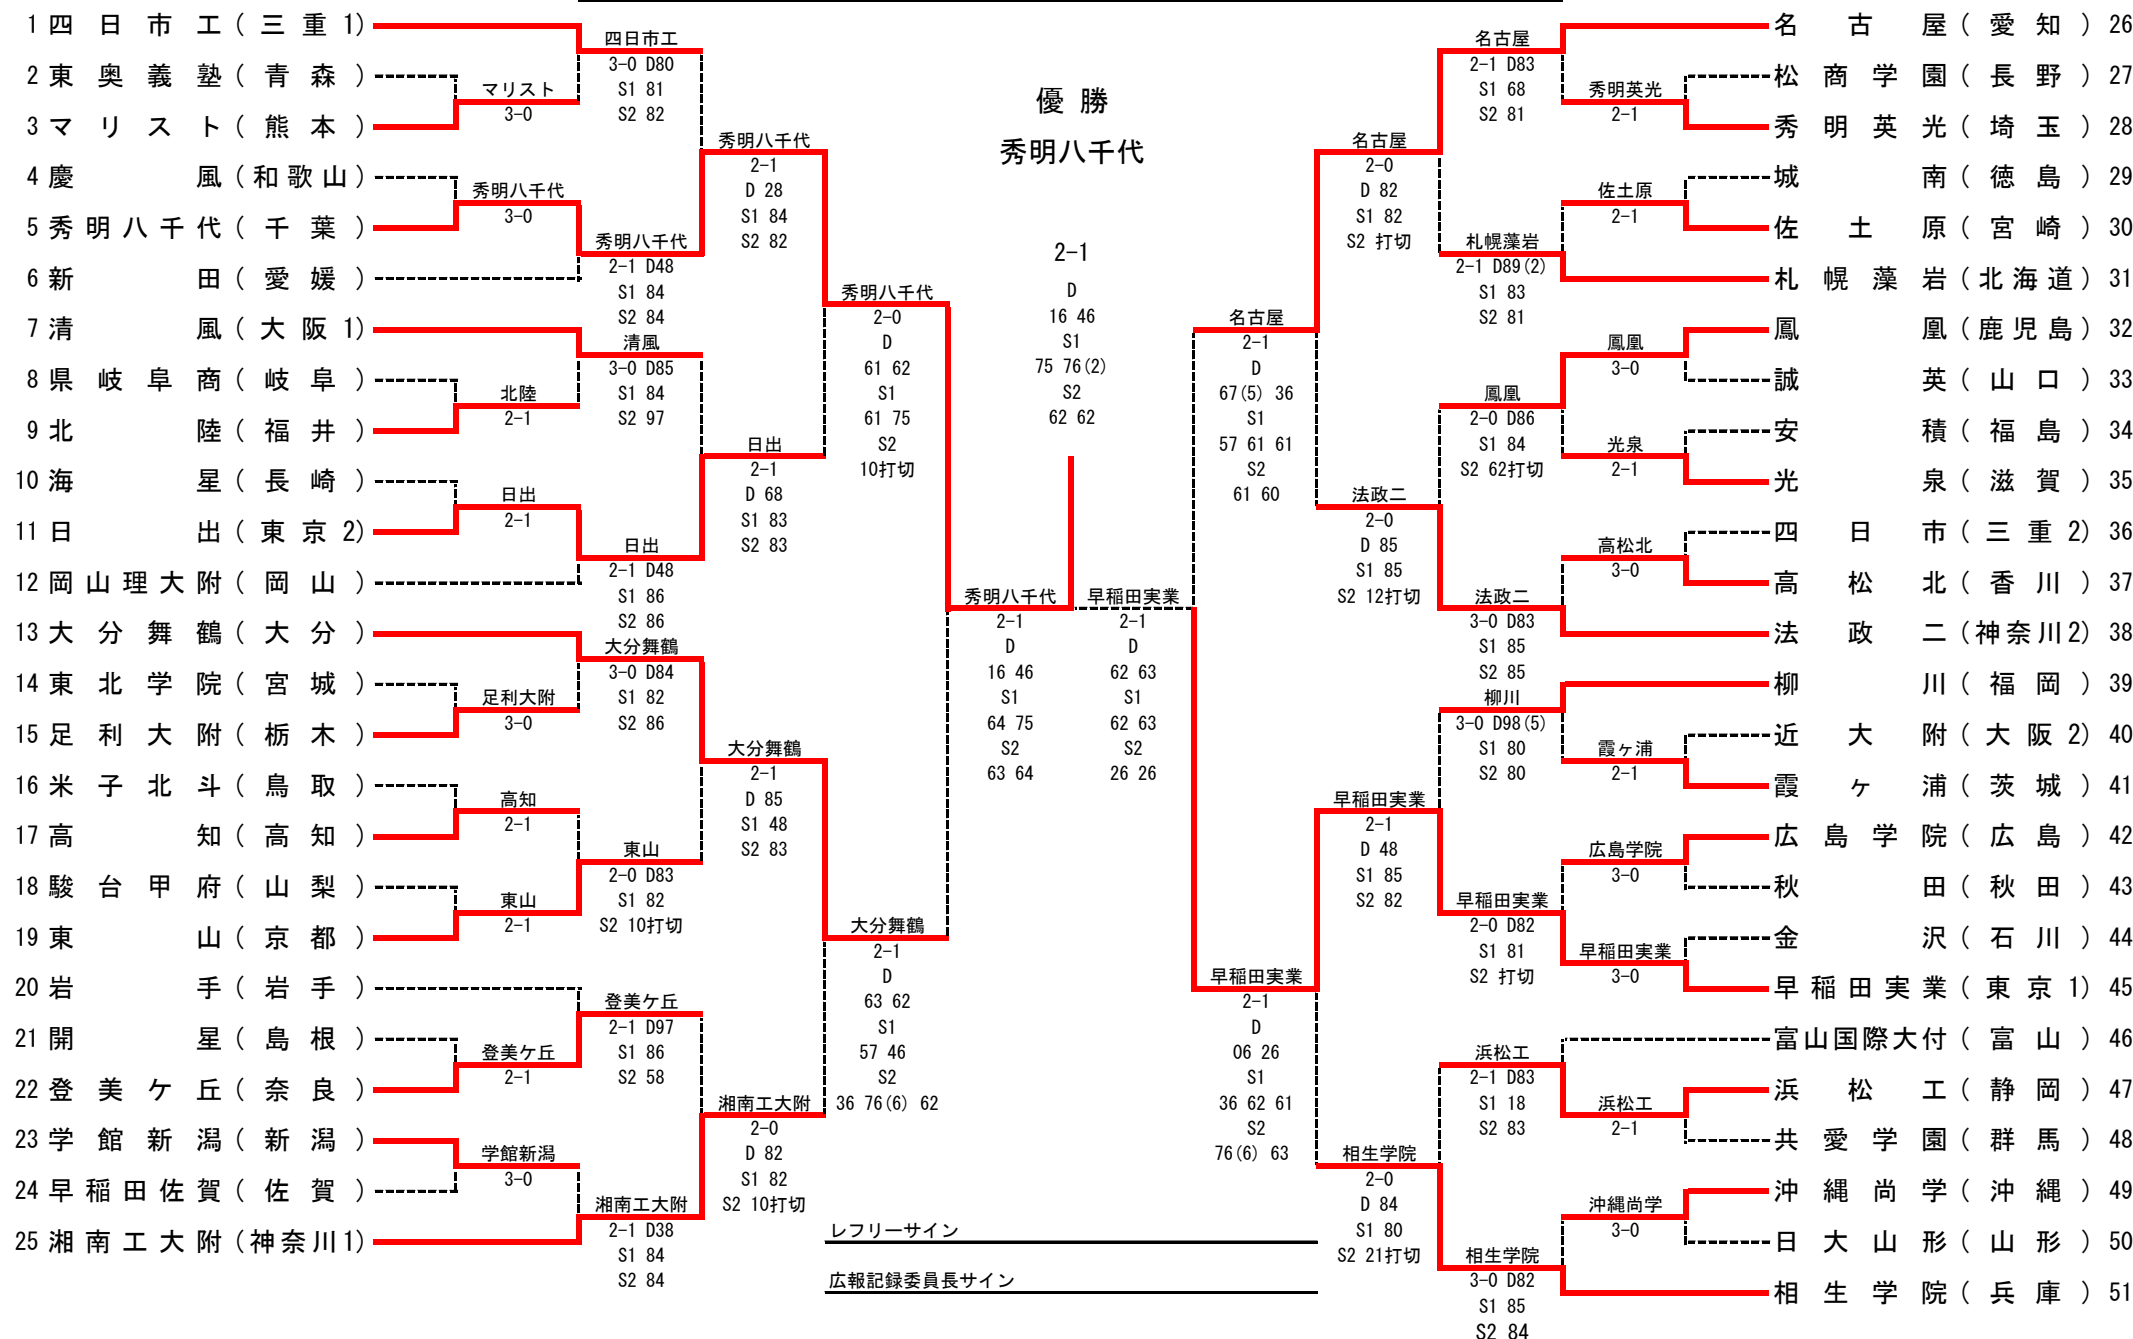 1 四日市工(三重1)
2 東奥義塾(青森)
3 マリスト(熊本)
4 慶風(和歌山)
5 秀明八千代(千葉)
6 新田(愛媛)
7 清風(大阪1)
8 県岐阜商(岐阜)
9 北陸(福井)
10 海星(長崎)
11 日出(東京2)
12 岡山理大附(岡山)
13 大分舞鶴(大分)
14 東北学院(宮城)
15 足利大附(栃木)
16 米子北斗(鳥取)
17 高知(高知)
18 駿台甲府(山梨)
19 東山(京都)
20 岩手(岩手)
21 開星(島根)
22 登美ケ丘(奈良)
23 学館新潟(新潟)
24 早稲田佐賀(佐賀)
25 湘南工大附(神奈川1)
マリスト
3-0
秀明八千代
3-0
北陸
2-1
日出
2-1
足利大附
3-0
高知
2-1
東山
2-1
登美ケ丘
2-1
学館新潟
3-0
四日市工
3-0 D80
S1 81
S2 82
秀明八千代
2-1 D48
S1 84
S2 84
清風
3-0 D85
S1 84
S2 97
日出
2-1 D48
S1 86
S2 86
大分舞鶴
3-0 D84
S1 82
S2 86
東山
2-0 D83
S1 82
S2 10打切
登美ケ丘
2-1 D97
S1 86
S2 58
湘南工大附
2-1 D38
S1 84
S2 84
秀明八千代
2-1
D 28
S1 84
S2 82
日出
2-1
D 68
S1 83
S2 83
大分舞鶴
2-1
D 85
S1 48
S2 83
湘南工大附
2-0
D 82
S1 82
S2 10打切
秀明八千代
2-0
D
61 62
S1
61 75
S2
10打切
大分舞鶴
2-1
D
63 62
S1
57 46
S2
36 76(6) 62
秀明八千代
2-1
D
16 46
S1
64 75
S2
63 64
優勝
秀明八千代
2-1
D
16 46
S1
75 76(2)
S2
62 62
早稲田実業
2-1
D
62 63
S1
62 63
S2
26 26
名古屋
2-1
D
67(5) 36
S1
57 61 61
S2
61 60
早稲田実業
2-1
D
06 26
S1
36 62 61
S2
76(6) 63
名古屋
2-0
D 82
S1 82
S2 打切
法政二
2-0
D 85
S1 85
S2 12打切
早稲田実業
2-1
D 48
S1 85
S2 82
相生学院
2-0
D 84
S1 80
S2 21打切
名古屋
2-1 D83
S1 68
S2 81
札幌藻岩
2-1 D89(2)
S1 83
S2 81
鳳凰
2-0 D86
S1 84
S2 62打切
法政二
3-0 D83
S1 85
S2 85
柳川
3-0 D98(5)
S1 80
S2 80
早稲田実業
2-0 D82
S1 81
S2 打切
浜松工
2-1 D83
S1 18
S2 83
相生学院
3-0 D82
S1 85
S2 84
秀明英光
2-1
佐土原
2-1
鳳凰
3-0
光泉
2-1
高松北
3-0
霞ヶ浦
2-1
広島学院
3-0
早稲田実業
3-0
浜松工
2-1
沖縄尚学
3-0
名古屋(愛知) 26
松商学園(長野) 27
秀明英光(埼玉) 28
城南(徳島) 29
佐土原(宮崎) 30
札幌藻岩(北海道) 31
鳳凰(鹿児島) 32
誠英(山口) 33
安積(福島) 34
光泉(滋賀) 35
四日市(三重2) 36
高松北(香川) 37
法政二(神奈川2) 38
柳川(福岡) 39
近大附(大阪2) 40
霞ヶ浦(茨城) 41
広島学院(広島) 42
秋田(秋田) 43
金沢(石川) 44
早稲田実業(東京1) 45
富山国際大付(富山) 46
浜松工(静岡) 47
共愛学園(群馬) 48
沖縄尚学(沖縄) 49
日大山形(山形) 50
相生学院(兵庫) 51
レフリーサイン
広報記録委員長サイン